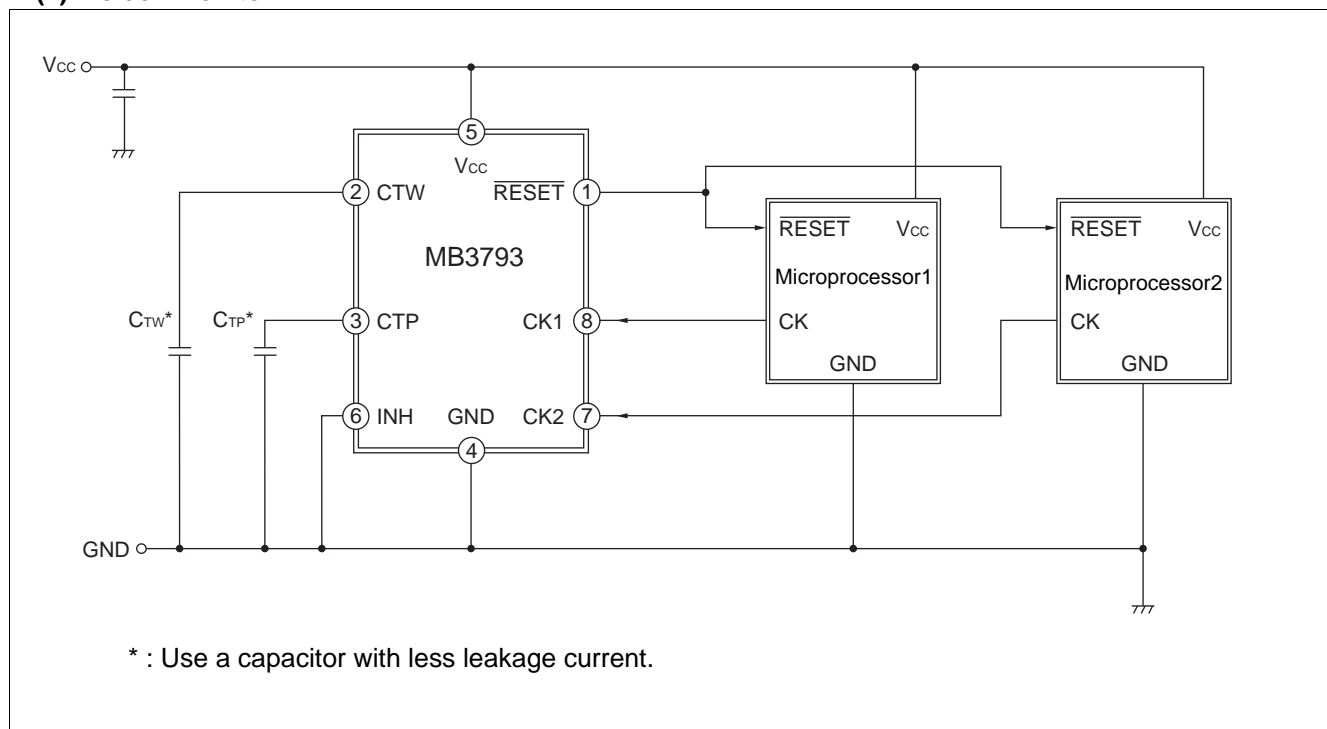 Vcc
5
Vcc
2 CTW
RESET 1
RESET Vcc
RESET Vcc
MB3793
Microprocessor1
Microprocessor2
CTW*
CTP*
3 CTP
CK1 8
CK
CK
GND
GND
6 INH
GND
CK2 7
4
GND
* : Use a capacitor with less leakage current.